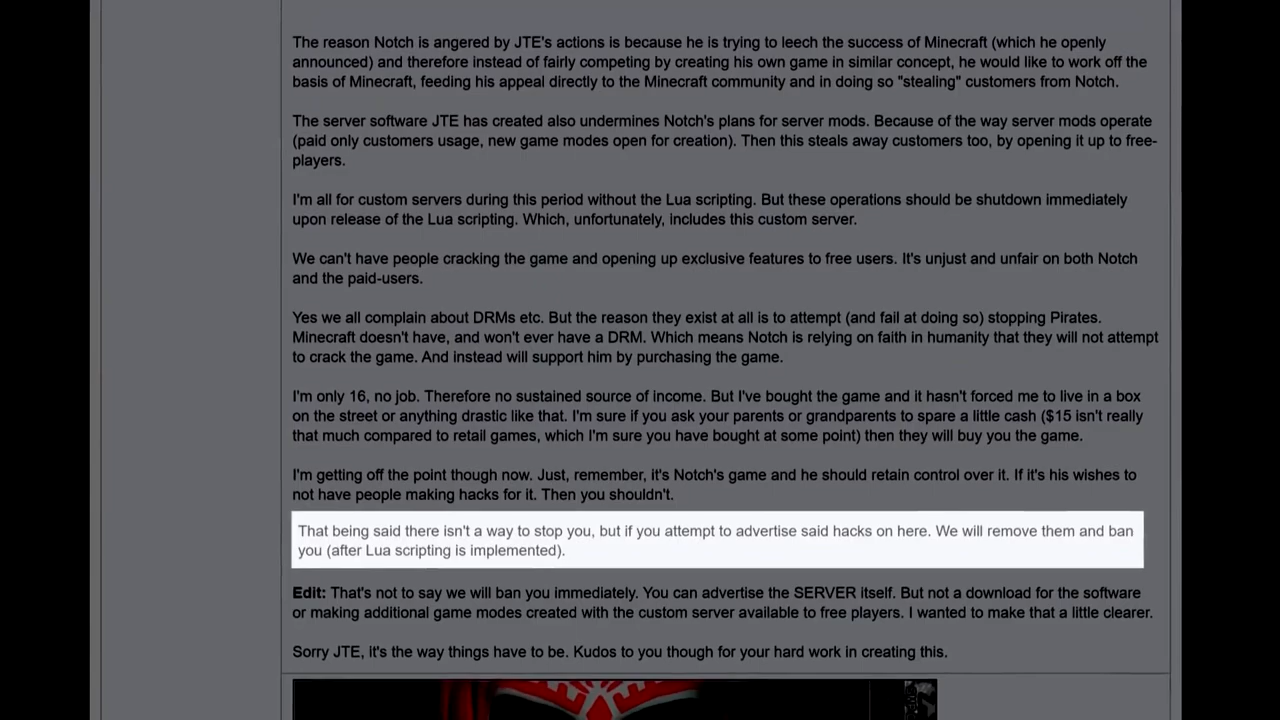 The reason Notch is angered by JTE's actions is because he is trying to leech the success of Minecraft (which he openly
announced) and therefore instead of fairly competing by creating his own game in similar concept, he would like to work off the
basis of Minecraft, feeding his appeal directly to the Minecraft community and in doing so "stealing" customers from Notch.
The server software JTE has created also undermines Notch's plans for server mods. Because of the way server mods operate
(paid only customers usage, new game modes open for creation). Then this steals away customers too, by opening it up to free-
players.
I'm all for custom servers during this period without the Lua scripting. But these operations should be shutdown immediately
upon release of the Lua scripting. Which, unfortunately, includes this custom server.
We can't have people cracking the game and opening up exclusive features to free users. It's unjust and unfair on both Notch
and the paid-users.
Yes we all complain about DRMs etc. But the reason they exist at all is to attempt (and fail at doing so) stopping Pirates.
Minecraft doesn't have, and won't ever have a DRM. Which means Notch is relying on faith in humanity that they will not attempt
to crack the game. And instead will support him by purchasing the game.
I'm only 16, no job. Therefore no sustained source of income. But I've bought the game and it hasn't forced me to live in a box
on the street or anything drastic like that. I'm sure if you ask your parents or grandparents to spare a little cash ($15 isn't really
that much compared to retail games, which I'm sure you have bought at some point) then they will buy you the game.
I'm getting off the point though now. Just, remember, it's Notch's game and he should retain control over it. If it's his wishes to
not have people making hacks for it. Then you shouldn't.
That being said there isn't a way to stop you, but if you attempt to advertise said hacks on here. We will remove them and ban
you (after Lua scripting is implemented).
Edit: That's not to say we will ban you immediately. You can advertise the SERVER itself. But not a download for the software
or making additional game modes created with the custom server available to free players. I wanted to make that a little clearer.
Sorry JTE, it's the way things have to be. Kudos to you though for your hard work in creating this.